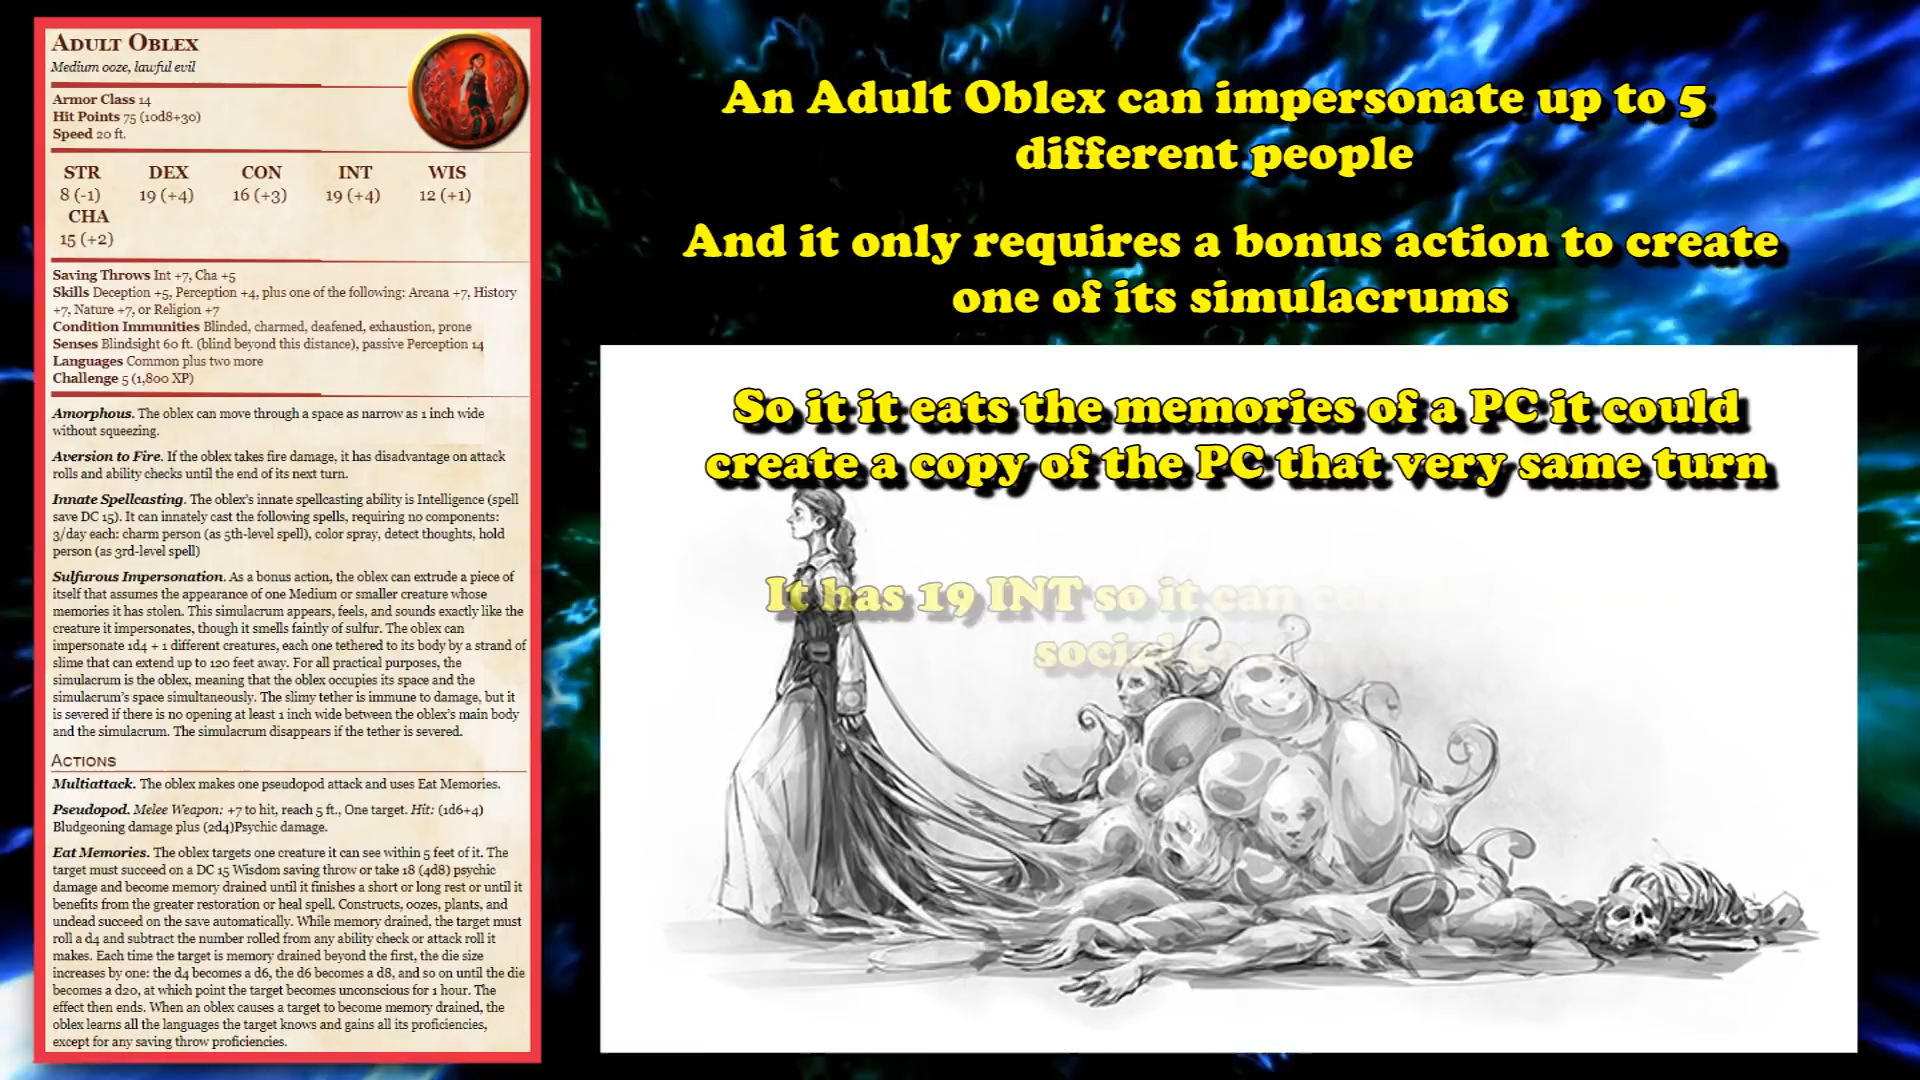 ADULT OBLEX
Medium ooze, lawful evil
Armor Class 14
Hit Points 75 (10d8+30)
Speed 20 ft.
STR DEX CON INT WIS
8 (-1) 19 (+4) 16 (+3) 19 (+4) 12 (+1)
CHA
15 (+2)
Saving Throws Int +7, Cha +5
Skills Deception +5, Perception +4, plus one of the following: Arcana +7, History
+7, Nature +7, or Religion +7
Condition Immunities Blinded, charmed, deafened, exhaustion, prone
Senses Blindsight 60 ft. (blind beyond this distance), passive Perception 14
Languages Common plus two more
Challenge 5 (1,800 XP)
Amorphous. The oblex can move through a space as narrow as 1 inch wide
without squeezing.
Aversion to Fire. If the oblex takes fire damage, it has disadvantage on attack
rolls and ability checks until the end of its next turn.
Innate Spellcasting. The oblex's innate spellcasting ability is Intelligence (spell
save DC 15). It can innately cast the following spells, requiring no components:
3/day each: charm person (as 5th-level spell), color spray, detect thoughts, hold
person (as 3rd-level spell)
Sulfurous Impersonation. As a bonus action, the oblex can extrude a piece of
itself that assumes the appearance of one Medium or smaller creature whose
memories it has stolen. This simulacrum appears, feels, and sounds exactly like the
creature it impersonates, though it smells faintly of sulfur. The oblex can
impersonate 1d4 + 1 different creatures, each one tethered to its body by a strand of
slime that can extend up to 120 feet away. For all practical purposes, the
simulacrum is the oblex, meaning that the oblex occupies its space and the
simulacrum's space simultaneously. The slimy tether is immune to damage, but it
is severed if there is no opening at least 1 inch wide between the oblex's main body
and the simulacrum. The simulacrum disappears if the tether is severed.
ACTIONS
Multiattack. The oblex makes one pseudopod attack and uses Eat Memories.
Pseudopod. Melee Weapon: +7 to hit, reach 5 ft., One target. Hit: (1d6+4)
Bludgeoning damage plus (2d4)Psychic damage.
Eat Memories. The oblex targets one creature it can see within 5 feet of it. The
target must succeed on a DC 15 Wisdom saving throw or take 18 (4d8) psychic
damage and become memory drained until it finishes a short or long rest or until it
benefits from the greater restoration or heal spell. Constructs, oozes, plants, and
undead succeed on the save automatically. While memory drained, the target must
roll a d4 and subtract the number rolled from any ability check or attack roll it
makes. Each time the target is memory drained beyond the first, the die size
increases by one: the d4 becomes a d6, the d6 becomes a d8, and so on until the die
becomes a d20, at which point the target becomes unconscious for 1 hour. The
effect then ends. When an oblex causes a target to become memory drained, the
oblex learns all the languages the target knows and gains all its proficiencies,
except for any saving throw proficiencies.
An Adult Oblex can impersonate up to 5
different people
And it only requires a bonus action to create
one of its simulacrums
So it it eats the memories of a PC it could
create a copy of the PC that very same turn
It has 19 INT so it can
social